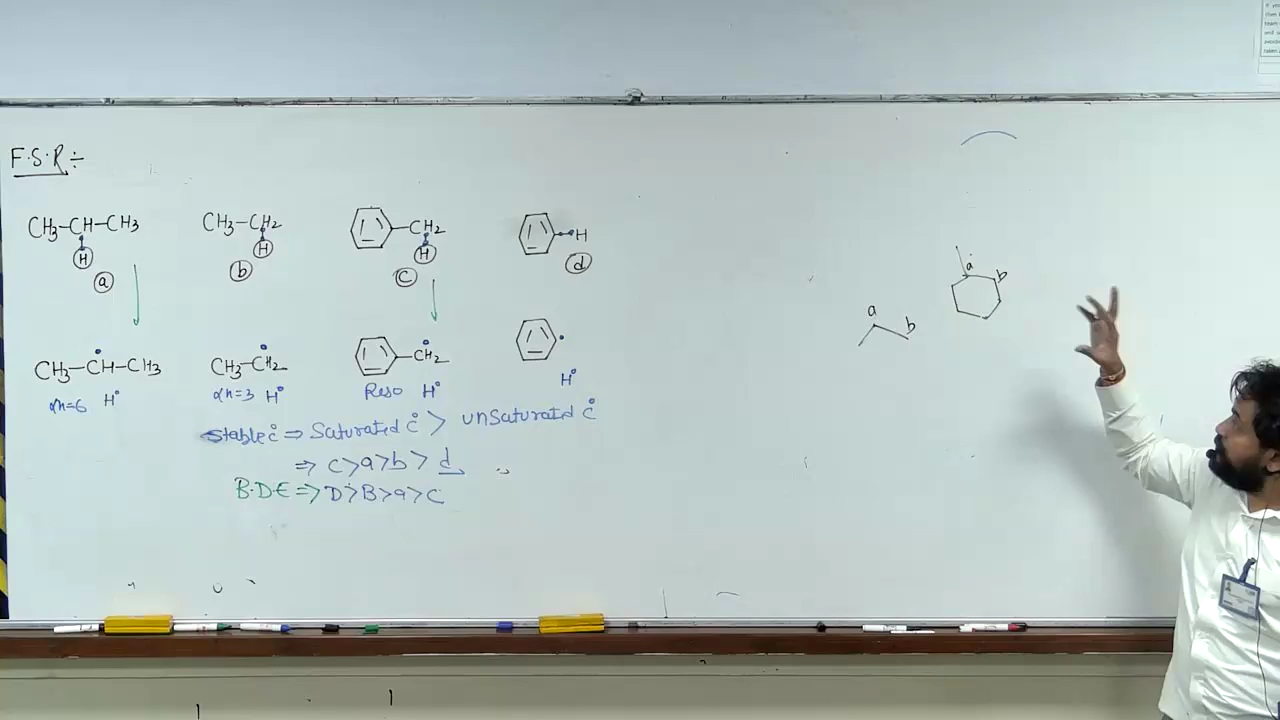 F.S.R ÷
CH3-CH-CH3
H
a
CH3-CH2
H
b
CH2
H
c
H
d
CH3-CH-CH3
αH=6 H°
CH3-CH2
αH=3 H°
CH2
Reso H°
H°
Stable c° ⇒ Saturated c° > unsaturated c°
⇒ c>a>b> d
B.D.E ⇒ D>B>a>C
a
b
a
b